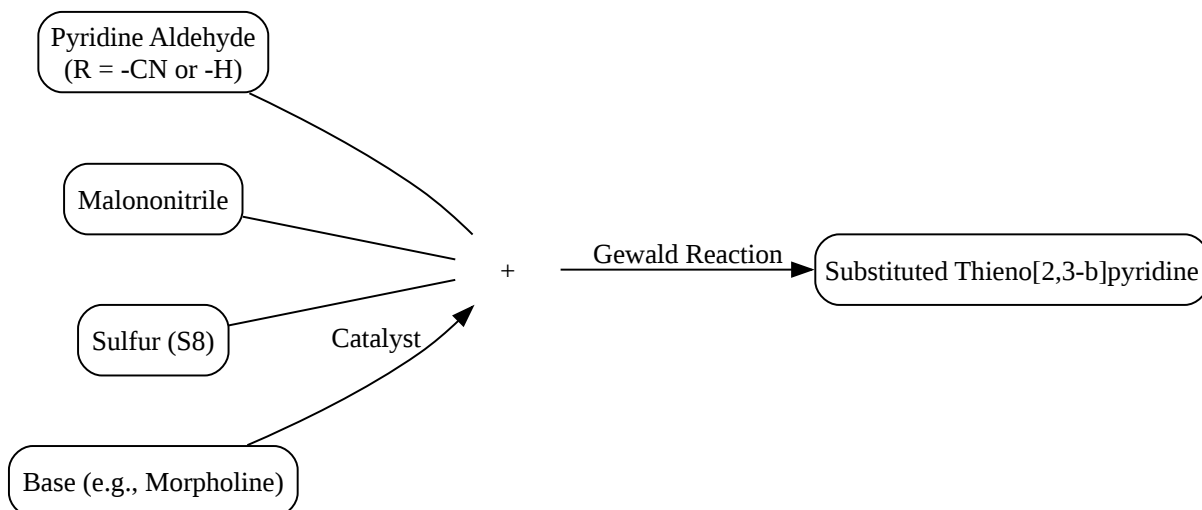 Pyridine Aldehyde
(R = -CN or -H)
Malononitrile
Sulfur (S8)
Base (e.g., Morpholine)
Catalyst
+
Gewald Reaction
Substituted Thieno[2,3-b]pyridine